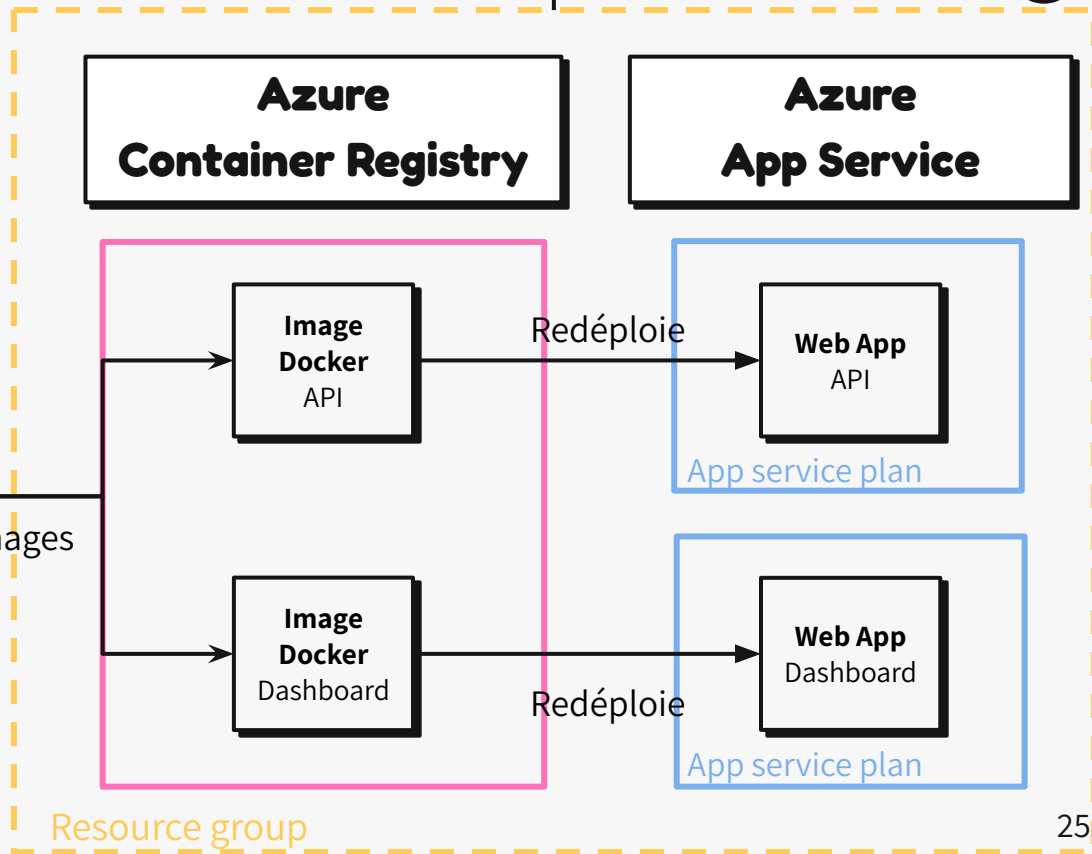 Azure
Container Registry
Azure
App Service
Image
Docker
API
Redéploie
Web App
API
App service plan
Image
Docker
Dashboard
Redéploie
Web App
Dashboard
App service plan
Resource group
25